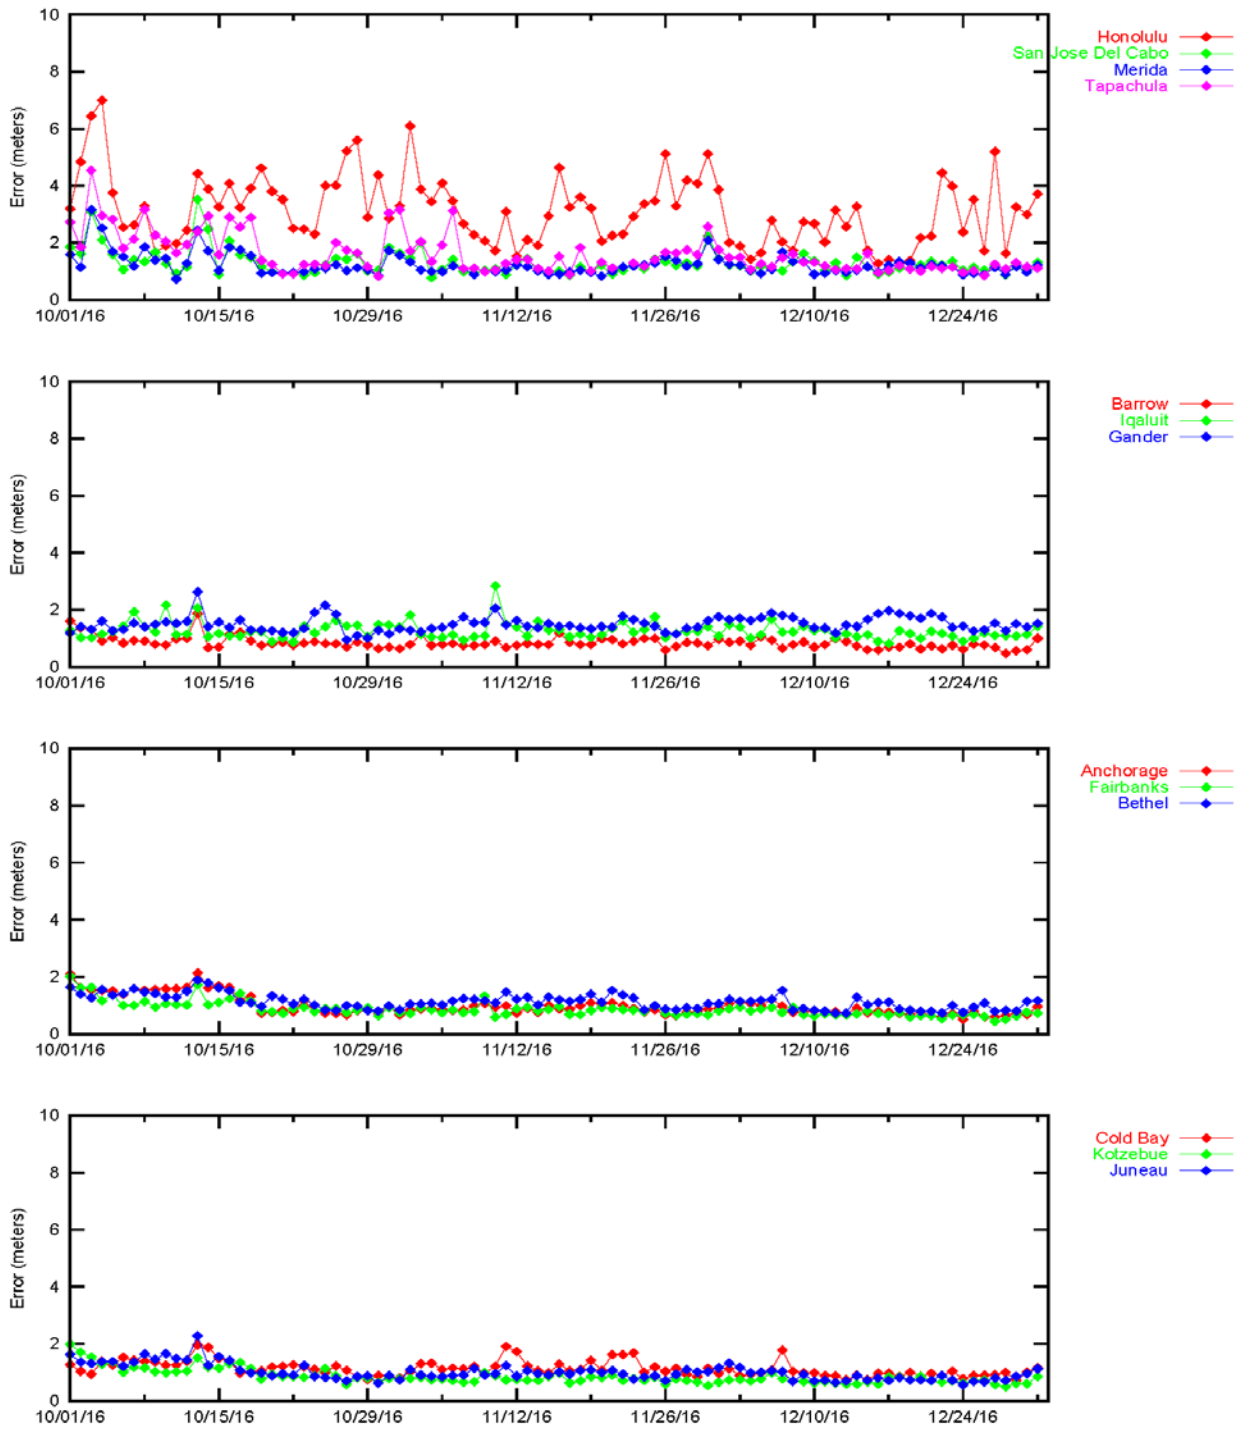 10
Honolulu
San Jose Del Cabo
8
Merida
Tapachula
Error (meters)
6
4
2
0
10/01/16 10/15/16 10/29/16 11/12/16 11/26/16 12/10/16 12/24/16
10
Barrow
Iqaluit
Gander
8
Error (meters)
6
4
2
0
10/01/16 10/15/16 10/29/16 11/12/16 11/26/16 12/10/16 12/24/16
10
Anchorage
Fairbanks
Bethel
8
Error (meters)
6
4
2
0
10/01/16 10/15/16 10/29/16 11/12/16 11/26/16 12/10/16 12/24/16
10
Cold Bay
Kotzebue
Juneau
8
Error (meters)
6
4
2
0
10/01/16 10/15/16 10/29/16 11/12/16 11/26/16 12/10/16 12/24/16